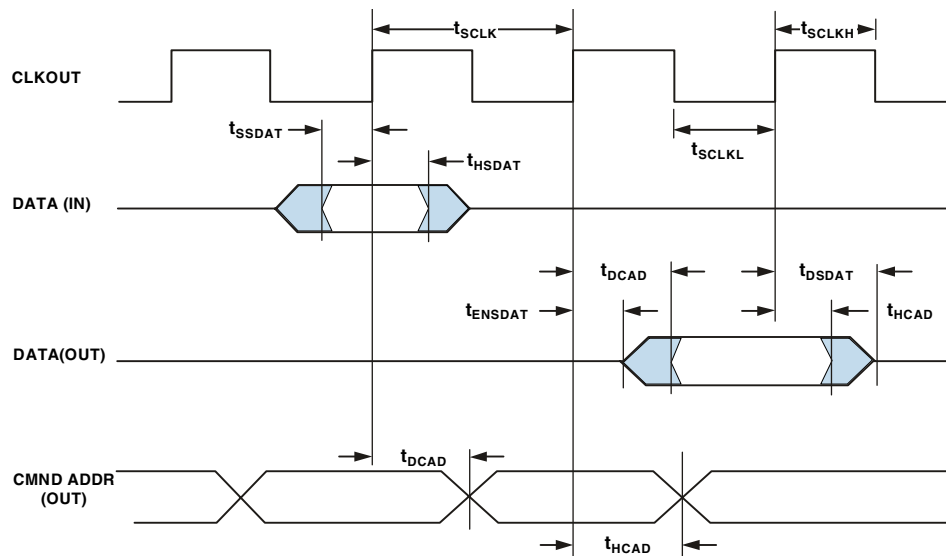 tSCLK
tSCLKH
CLKOUT
tSSDAT
tSCLKL
tHSDAT
DATA (IN)
tDCAD
tDSDAT
tENSDAT
tHCAD
DATA(OUT)
tDCAD
CMND ADDR
(OUT)
tHCAD